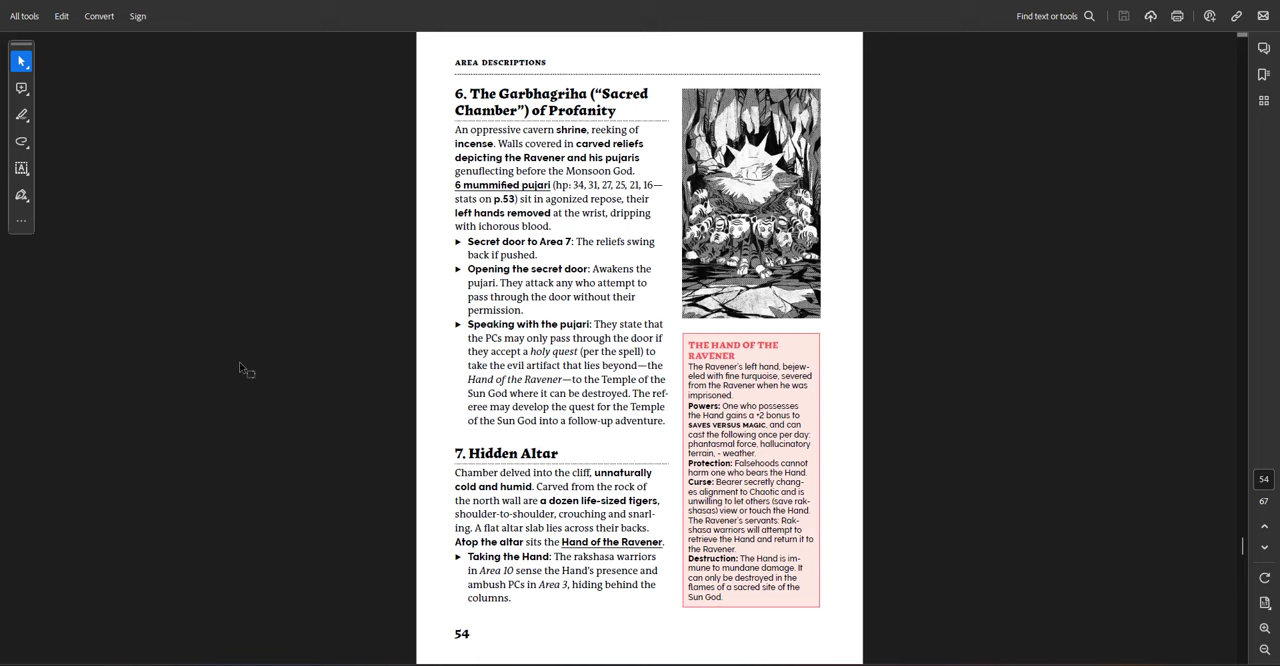 All tools
Edit
Convert
Sign
Find text or tools
AREA DESCRIPTIONS
6. The Garbhagriha (“Sacred
Chamber”) of Profanity
An oppressive cavern shrine, reeking of
incense. Walls covered in carved reliefs
depicting the Ravener and his pujaris
genuflecting before the Monsoon God.
6 mummified pujari (hp: 34, 31, 27, 25, 21, 16—
stats on p.53) sit in agonized repose, their
left hands removed at the wrist, dripping
with ichorous blood.
► Secret door to Area 7: The reliefs swing
back if pushed.
► Opening the secret door: Awakens the
pujari. They attack any who attempt to
pass through the door without their
permission.
► Speaking with the pujari: They state that
the PCs may only pass through the door if
they accept a holy quest (per the spell) to
take the evil artifact that lies beyond—the
Hand of the Ravener—to the Temple of the
Sun God where it can be destroyed. The ref-
eree may develop the quest for the Temple
of the Sun God into a follow-up adventure.
7. Hidden Altar
Chamber delved into the cliff, unnaturally
cold and humid. Carved from the rock of
the north wall are a dozen life-sized tigers,
shoulder-to-shoulder, crouching and snarl-
ing. A flat altar slab lies across their backs.
Atop the altar sits the Hand of the Ravener.
► Taking the Hand: The rakshasa warriors
in Area 10 sense the Hand’s presence and
ambush PCs in Area 3, hiding behind the
columns.
54
THE HAND OF THE
RAVENER
The Ravener’s left hand, bejew-
eled with fine turquoise, severed
from the Ravener when he was
imprisoned.
Powers: One who possesses
the Hand gains a +2 bonus to
SAVES VERSUS MAGIC, and can
cast the following once per day:
phantasmal force, hallucinatory
terrain, - weather.
Protection: Falsehoods cannot
harm one who bears the Hand.
Curse: Bearer secretly chang-
es alignment to Chaotic and is
unwilling to let others (save rak-
shasas) view or touch the Hand.
The Ravener’s servants: Rak-
shasa warriors will attempt to
retrieve the Hand and return it to
the Ravener.
Destruction: The Hand is im-
mune to mundane damage. It
can only be destroyed in the
flames of a sacred site of the
Sun God.
54
67